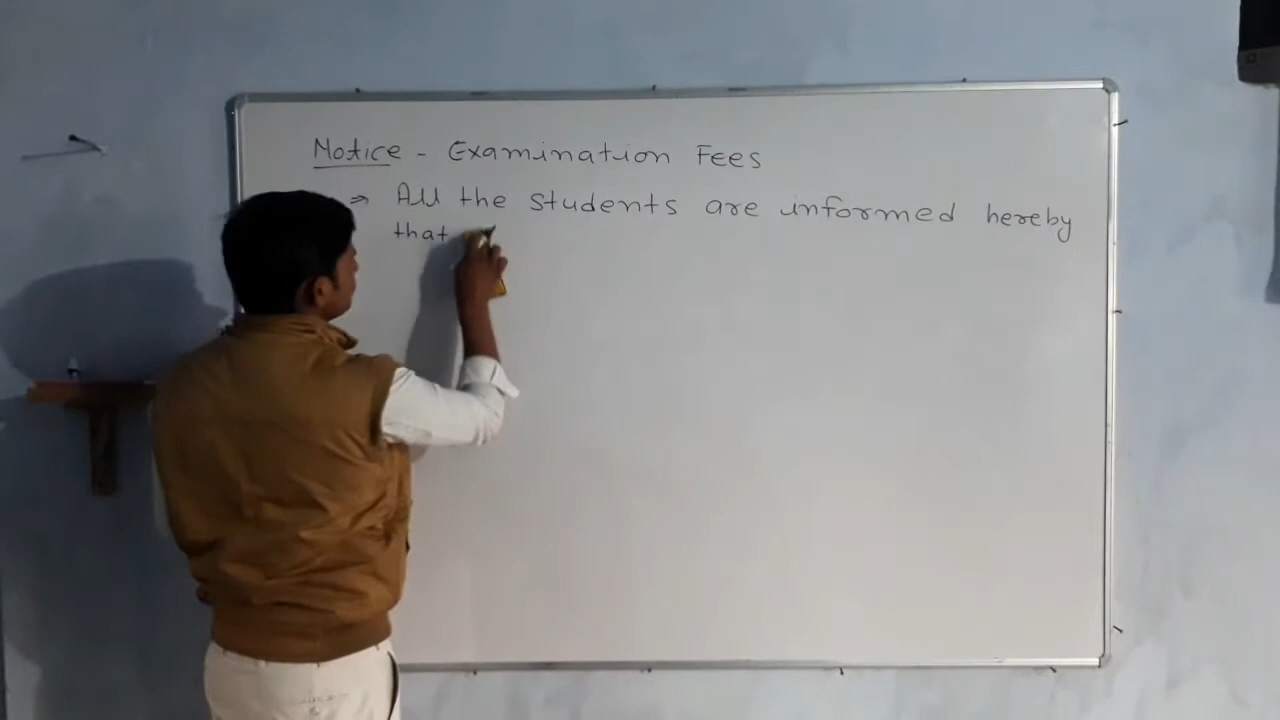 Notice - Examination Fees
⇒ All the students are informed hereby
that